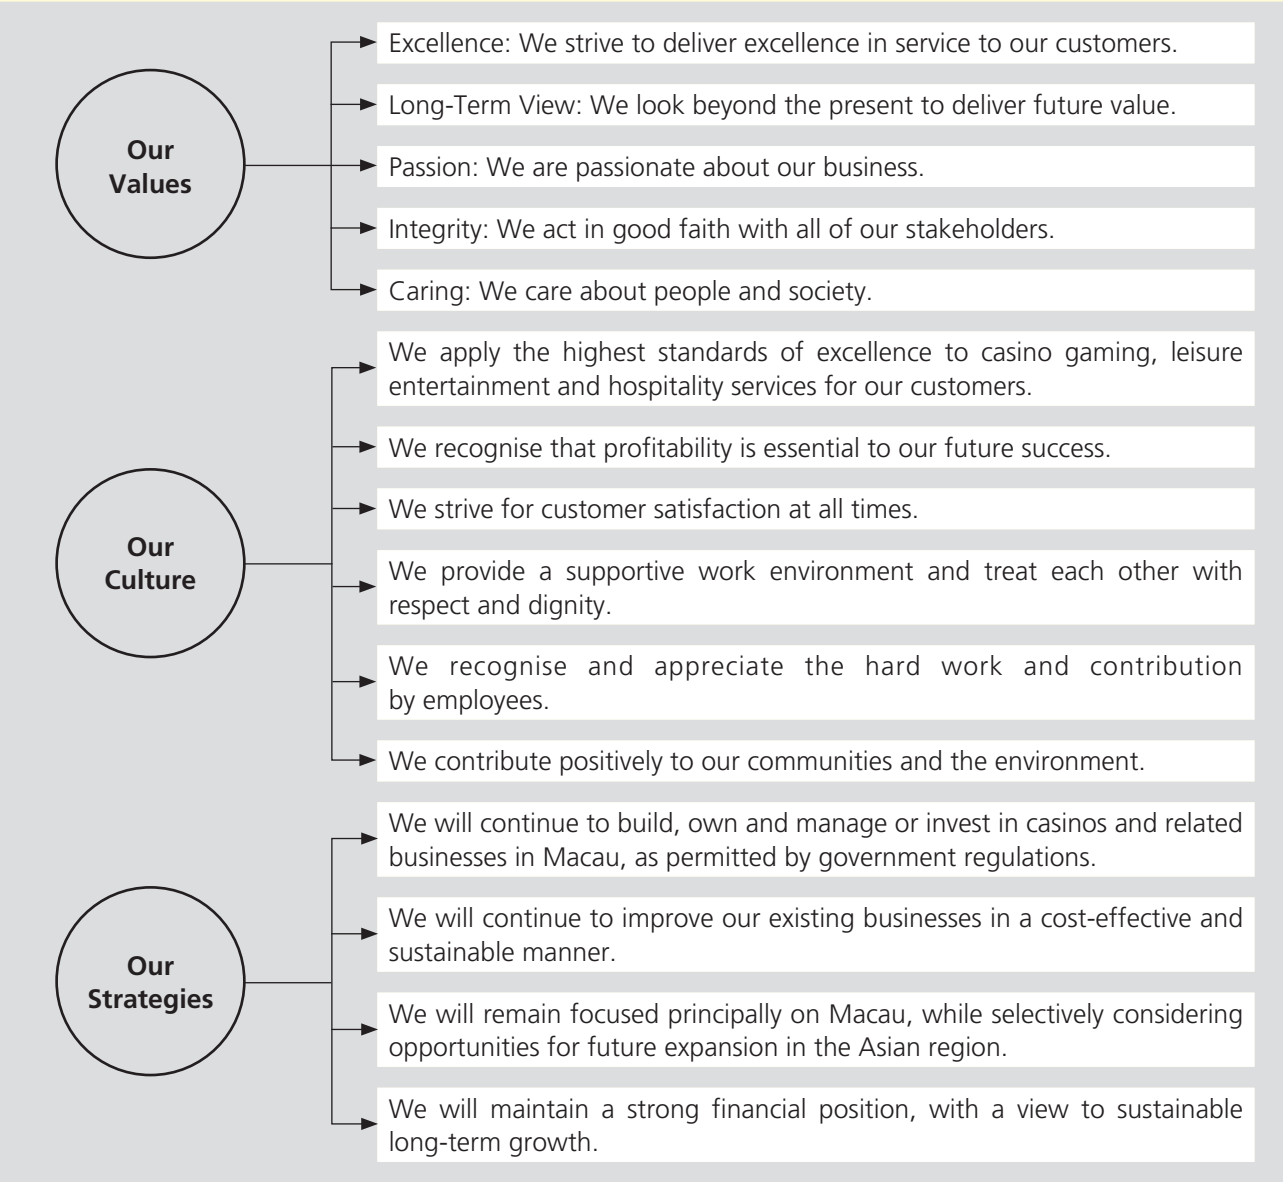 Our
Values
Excellence: We strive to deliver excellence in service to our customers.
Long-Term View: We look beyond the present to deliver future value.
Passion: We are passionate about our business.
Integrity: We act in good faith with all of our stakeholders.
Caring: We care about people and society.
Our
Culture
We apply the highest standards of excellence to casino gaming, leisure
entertainment and hospitality services for our customers.
We recognise that profitability is essential to our future success.
We strive for customer satisfaction at all times.
We provide a supportive work environment and treat each other with
respect and dignity.
We recognise and appreciate the hard work and contribution
by employees.
We contribute positively to our communities and the environment.
Our
Strategies
We will continue to build, own and manage or invest in casinos and related
businesses in Macau, as permitted by government regulations.
We will continue to improve our existing businesses in a cost-effective and
sustainable manner.
We will remain focused principally on Macau, while selectively considering
opportunities for future expansion in the Asian region.
We will maintain a strong financial position, with a view to sustainable
long-term growth.